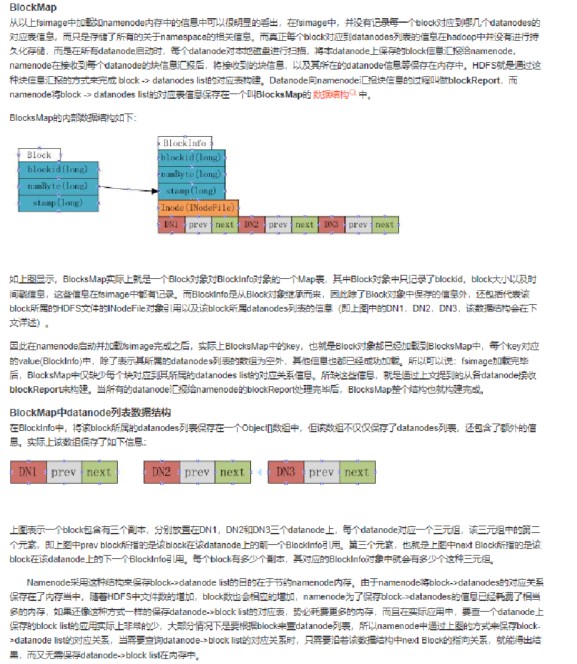 BlockMap
从以上fsimage中加载如namenode内存中的信息可以很明显的看出，在fsimage中，并没有记录每一个block对应到哪几个datanodes的
对应表信息，而只是存储了所有的关于namespace的相关信息。而真正每个block对应到datanodes列表的信息在hadoop中并没有进行持
久化存储，而是在所有datanode启动时，每个datanode对本地磁盘进行扫描，将本datanode上保存的block信息汇报给namenode，
namenode在接收到每个datanode的块信息汇报后，将接收到的块信息，以及其所在的datanode信息等保存在内存中。HDFS就是通过这
种块信息汇报的方式来完成 block -> datanodes list的对应表构建。Datanode向namenode汇报块信息的过程叫做blockReport，而
namenode将block -> datanodes list的对应表信息保存在一个叫BlocksMap的 数据结构 中。
BlocksMap的内部数据结构如下：
Block
blockid(long)
numByte(long)
stamp(long)
BlockInfo
blockid(long)
numByte(long)
stamp(long)
Inode(INodeFile)
DN1 prev next DN2 prev next DN3 prev next
如上图显示，BlocksMap实际上就是一个Block对象对BlockInfo对象的一个Map表，其中Block对象中只记录了blockid，block大小以及时
间戳信息，这些信息在fsimage中都有记录。而BlockInfo是从Block对象继承而来，因此除了Block对象中保存的信息外，还包括代表该
block所属的HDFS文件的INodeFile对象引用以及该block所属datanodes列表的信息（即上图中的DN1，DN2，DN3，该数据结构会在下
文详述）。
因此在namenode启动并加载fsimage完成之后，实际上BlocksMap中的key，也就是Block对象都已经加载到BlocksMap中，每个key对应
的value(BlockInfo)中，除了表示其所属的datanodes列表的数组为空外，其他信息也都已经成功加载。所以可以说：fsimage加载完毕
后，BlocksMap中仅缺少每个块对应到其所属的datanodes list的对应关系信息。所缺这些信息，就是通过上文提到的从各datanode接收
blockReport来构建。当所有的datanode汇报给namenode的blockReport处理完毕后，BlocksMap整个结构也就构建完成。
BlockMap中datanode列表数据结构
在BlockInfo中，将该block所属的datanodes列表保存在一个Object[]数组中，但该数组不仅仅保存了datanodes列表，还包含了额外的信
息。实际上该数组保存了如下信息：
DN1 prev next DN2 prev next DN3 prev next
上图表示一个block包含有三个副本，分别放置在DN1，DN2和DN3三个datanode上，每个datanode对应一个三元组，该三元组中的第二
个元素，即上图中prev block所指的是该block在该datanode上的前一个BlockInfo引用。第三个元素，也就是上图中next Block所指的是该
block在该datanode上的下一个BlockInfo引用。每个block有多少个副本，其对应的BlockInfo对象中就会有多少个这种三元组。
Namenode采用这种结构来保存block->datanode list的目的在于节约namenode内存。由于namenode将block->datanodes的对应关系
保存在了内存当中，随着HDFS中文件数的增加，block数也会相应的增加，namenode为了保存block->datanodes的信息已经耗费了相当
多的内存，如果还像这种方式一样的保存datanode->block list的对应表，势必耗费更多的内存，而且在实际应用中，要查一个datanode上
保存的block list的应用实际上非常的少，大部分情况下是要根据block来查datanode列表，所以namenode中通过上图的方式来保存block-
>datanode list的对应关系，当需要查询datanode->block list的对应关系时，只需要沿着该数据结构中next Block的指向关系，就能得出结
果，而又无需保存datanode->block list在内存中。